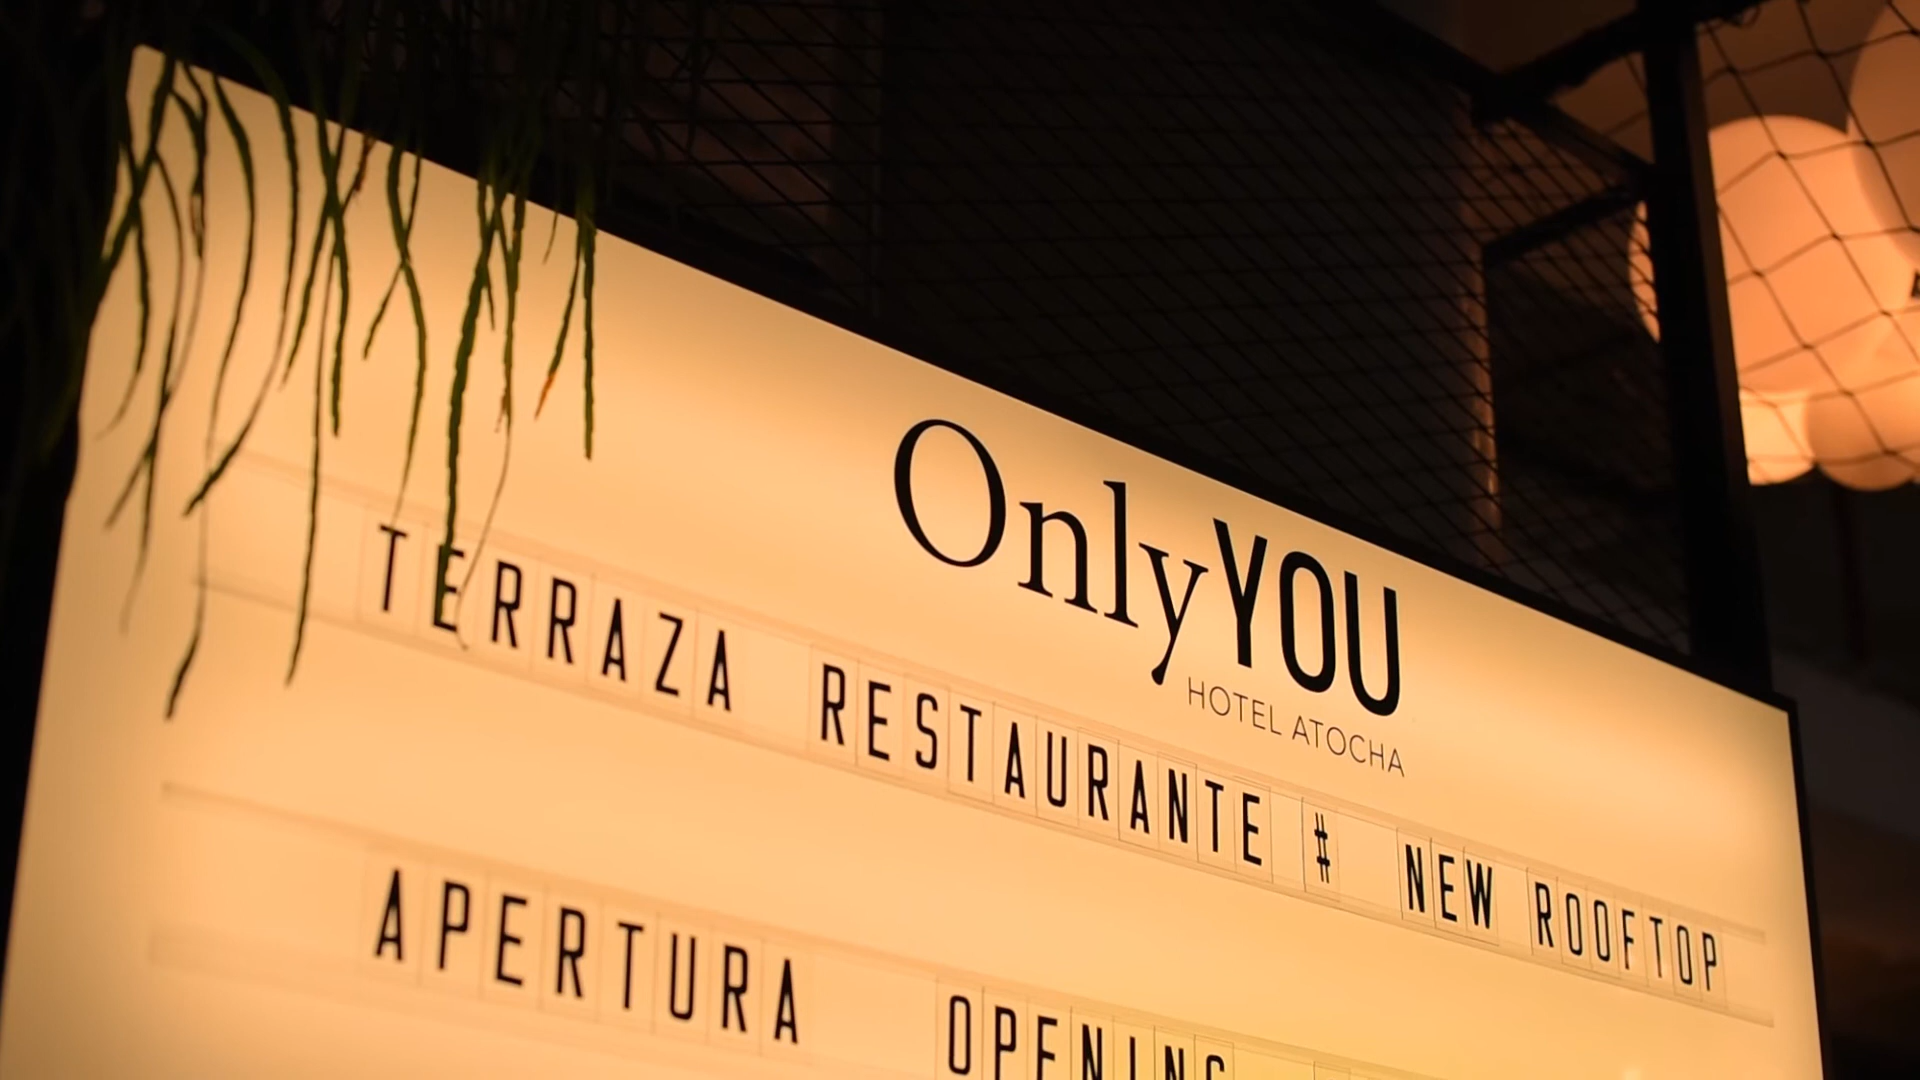 OnlyYOU
HOTEL ATOCHA
TERRAZA RESTAURANTE # NEW ROOFTOP
APERTURA OPENING